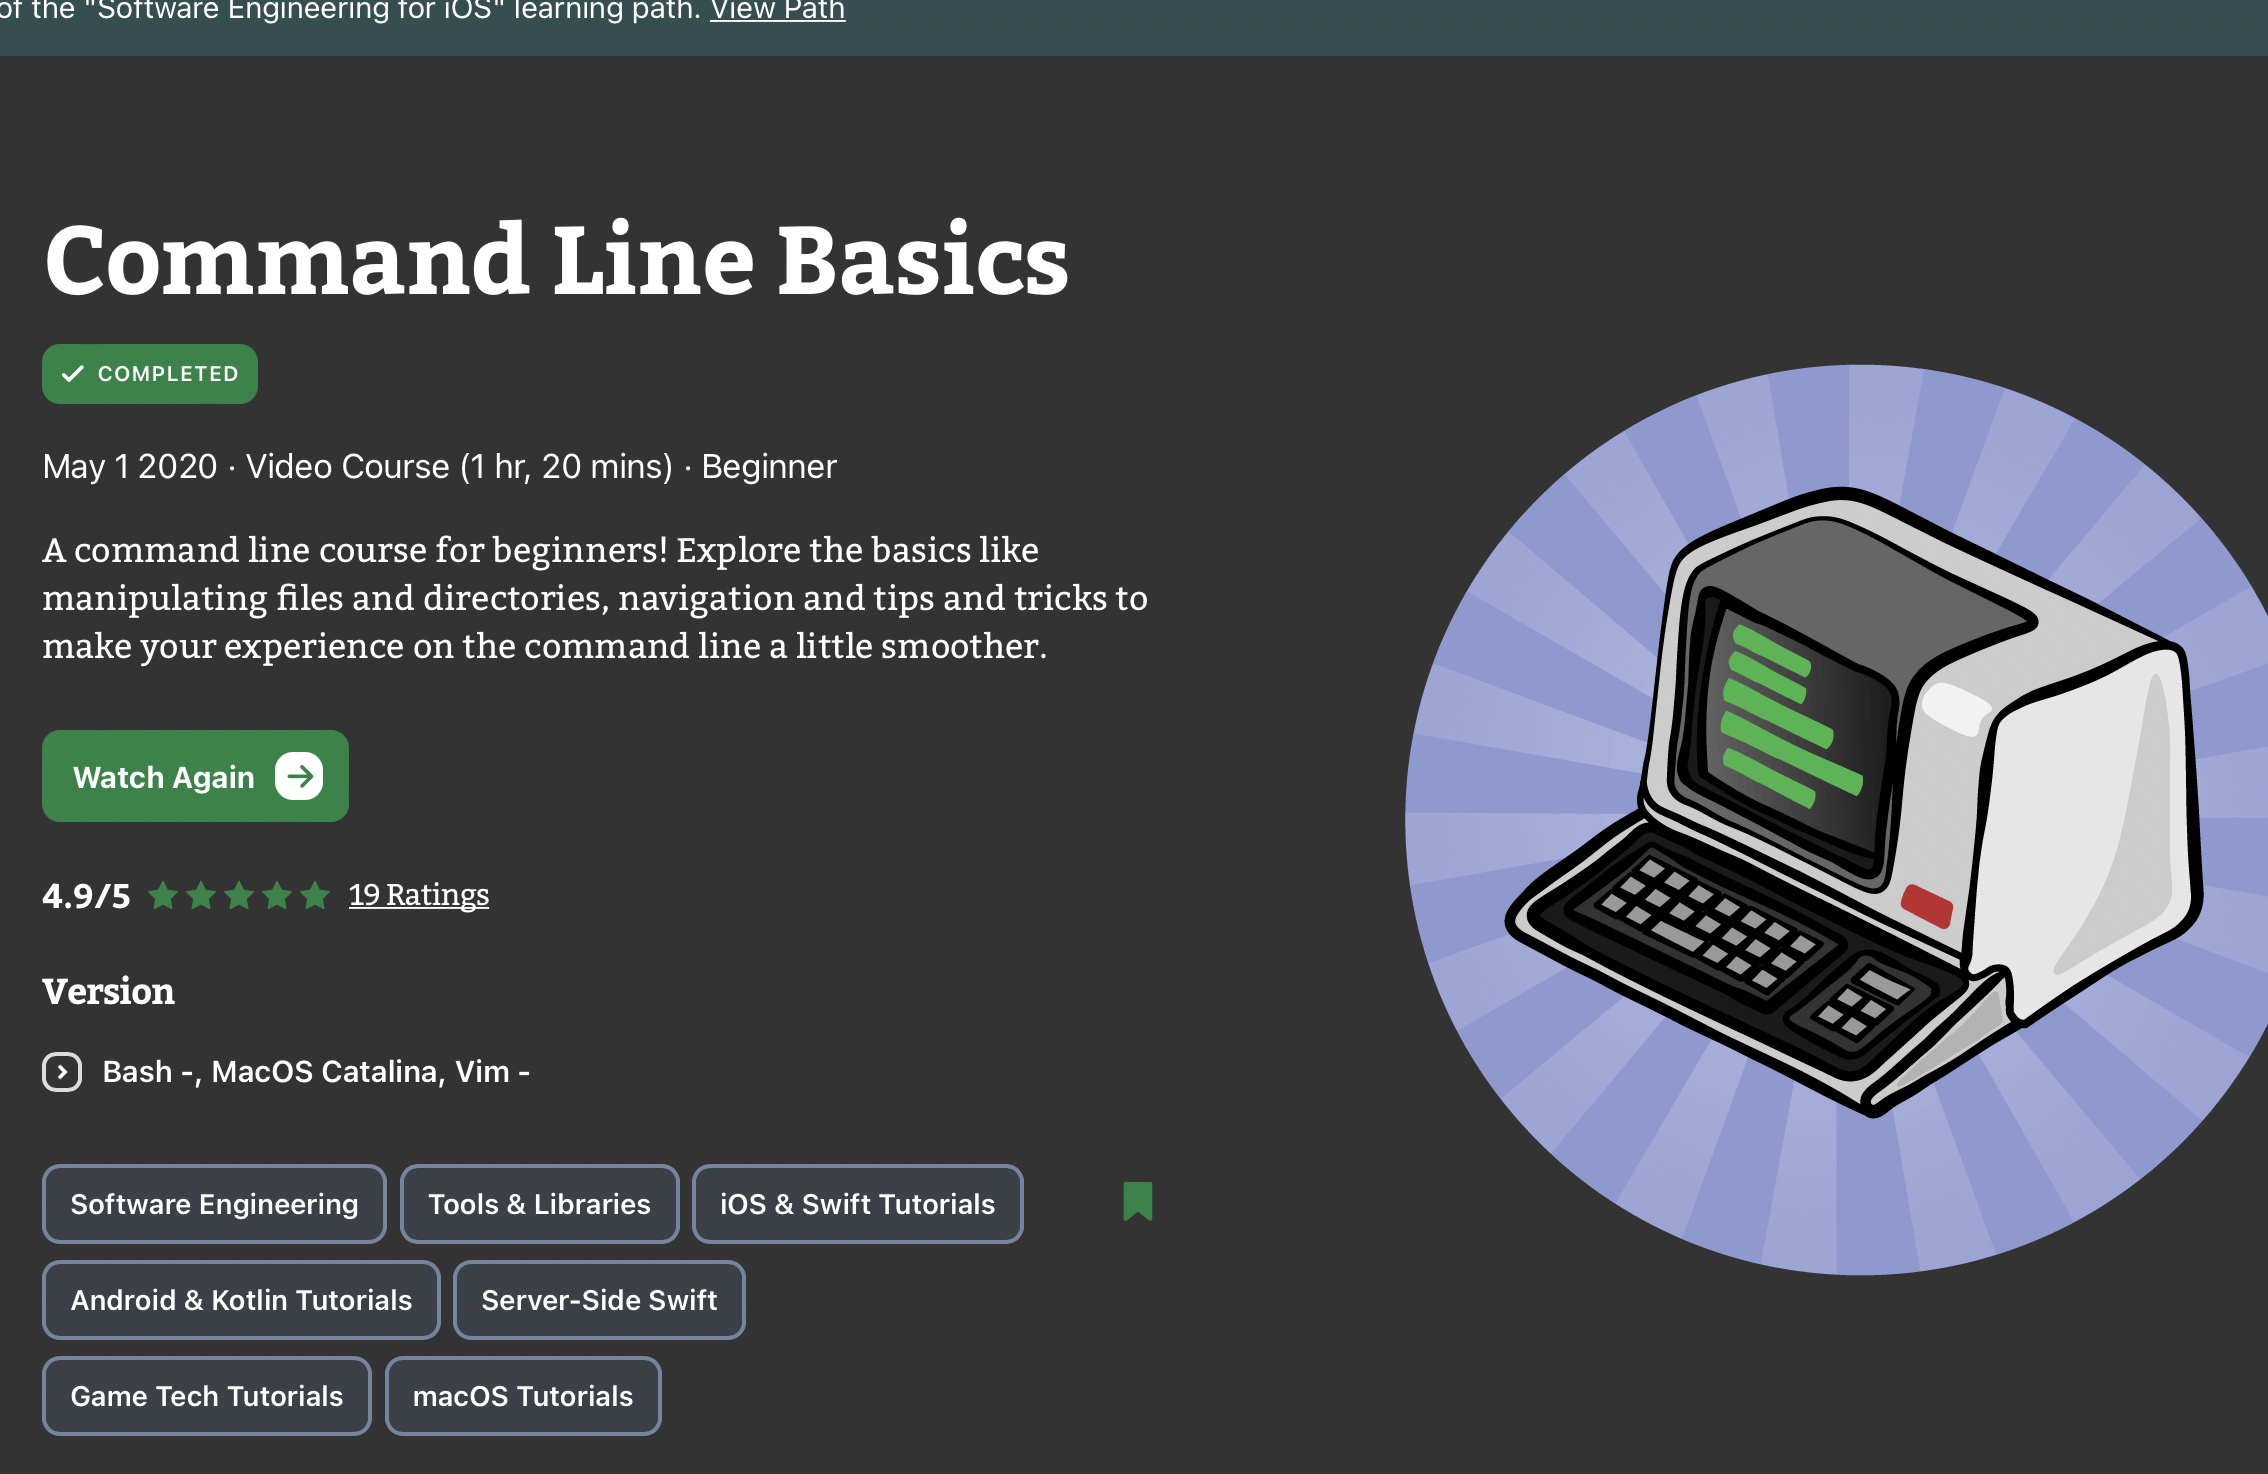 of the "Software Engineering for iOS" learning path. View Path
Command Line Basics
COMPLETED
May 1 2020 · Video Course (1 hr, 20 mins) · Beginner
A command line course for beginners! Explore the basics like
manipulating files and directories, navigation and tips and tricks to
make your experience on the command line a little smoother.
Watch Again
4.9/5 19 Ratings
Version
Bash -, MacOS Catalina, Vim -
Software Engineering Tools & Libraries iOS & Swift Tutorials
Android & Kotlin Tutorials Server-Side Swift
Game Tech Tutorials macOS Tutorials